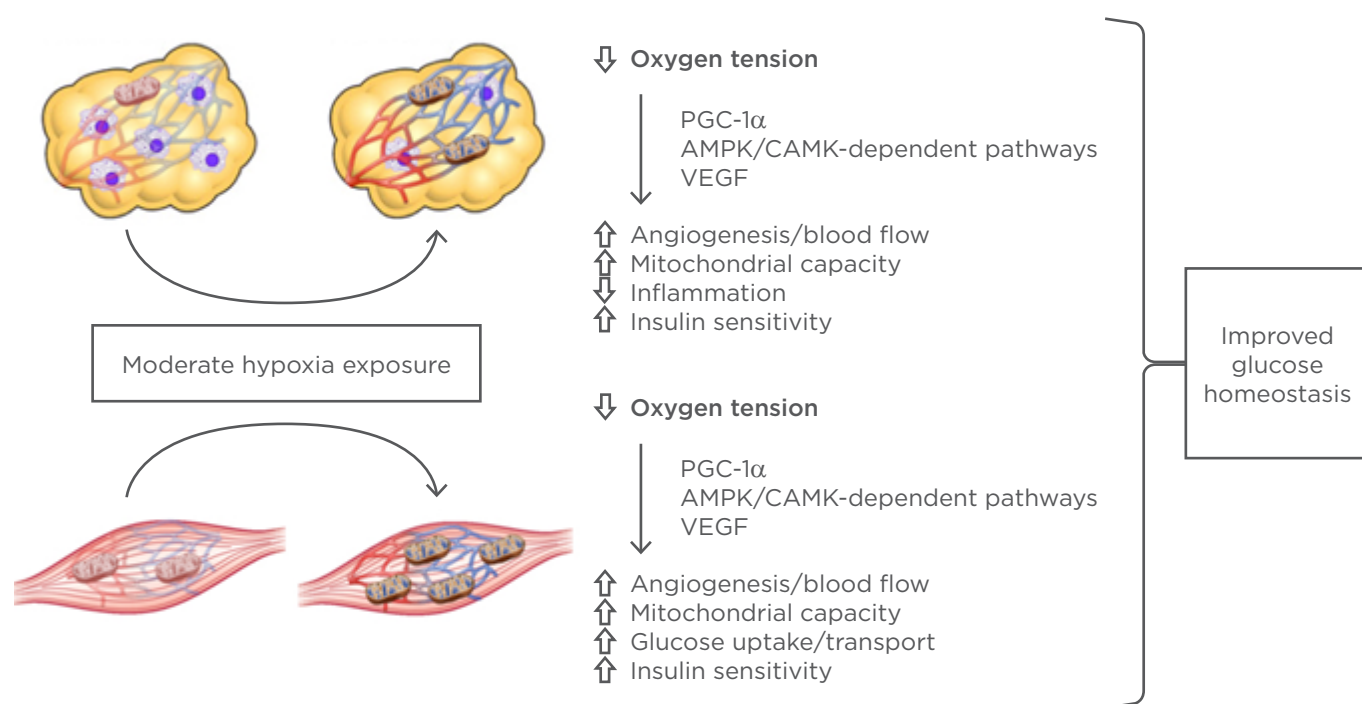 Oxygen tension
PGC-1α
AMPK/CAMK-dependent pathways
VEGF
Angiogenesis/blood flow
Mitochondrial capacity
Inflammation
Insulin sensitivity
Moderate hypoxia exposure
Oxygen tension
PGC-1α
AMPK/CAMK-dependent pathways
VEGF
Angiogenesis/blood flow
Mitochondrial capacity
Glucose uptake/transport
Insulin sensitivity
Improved
glucose
homeostasis